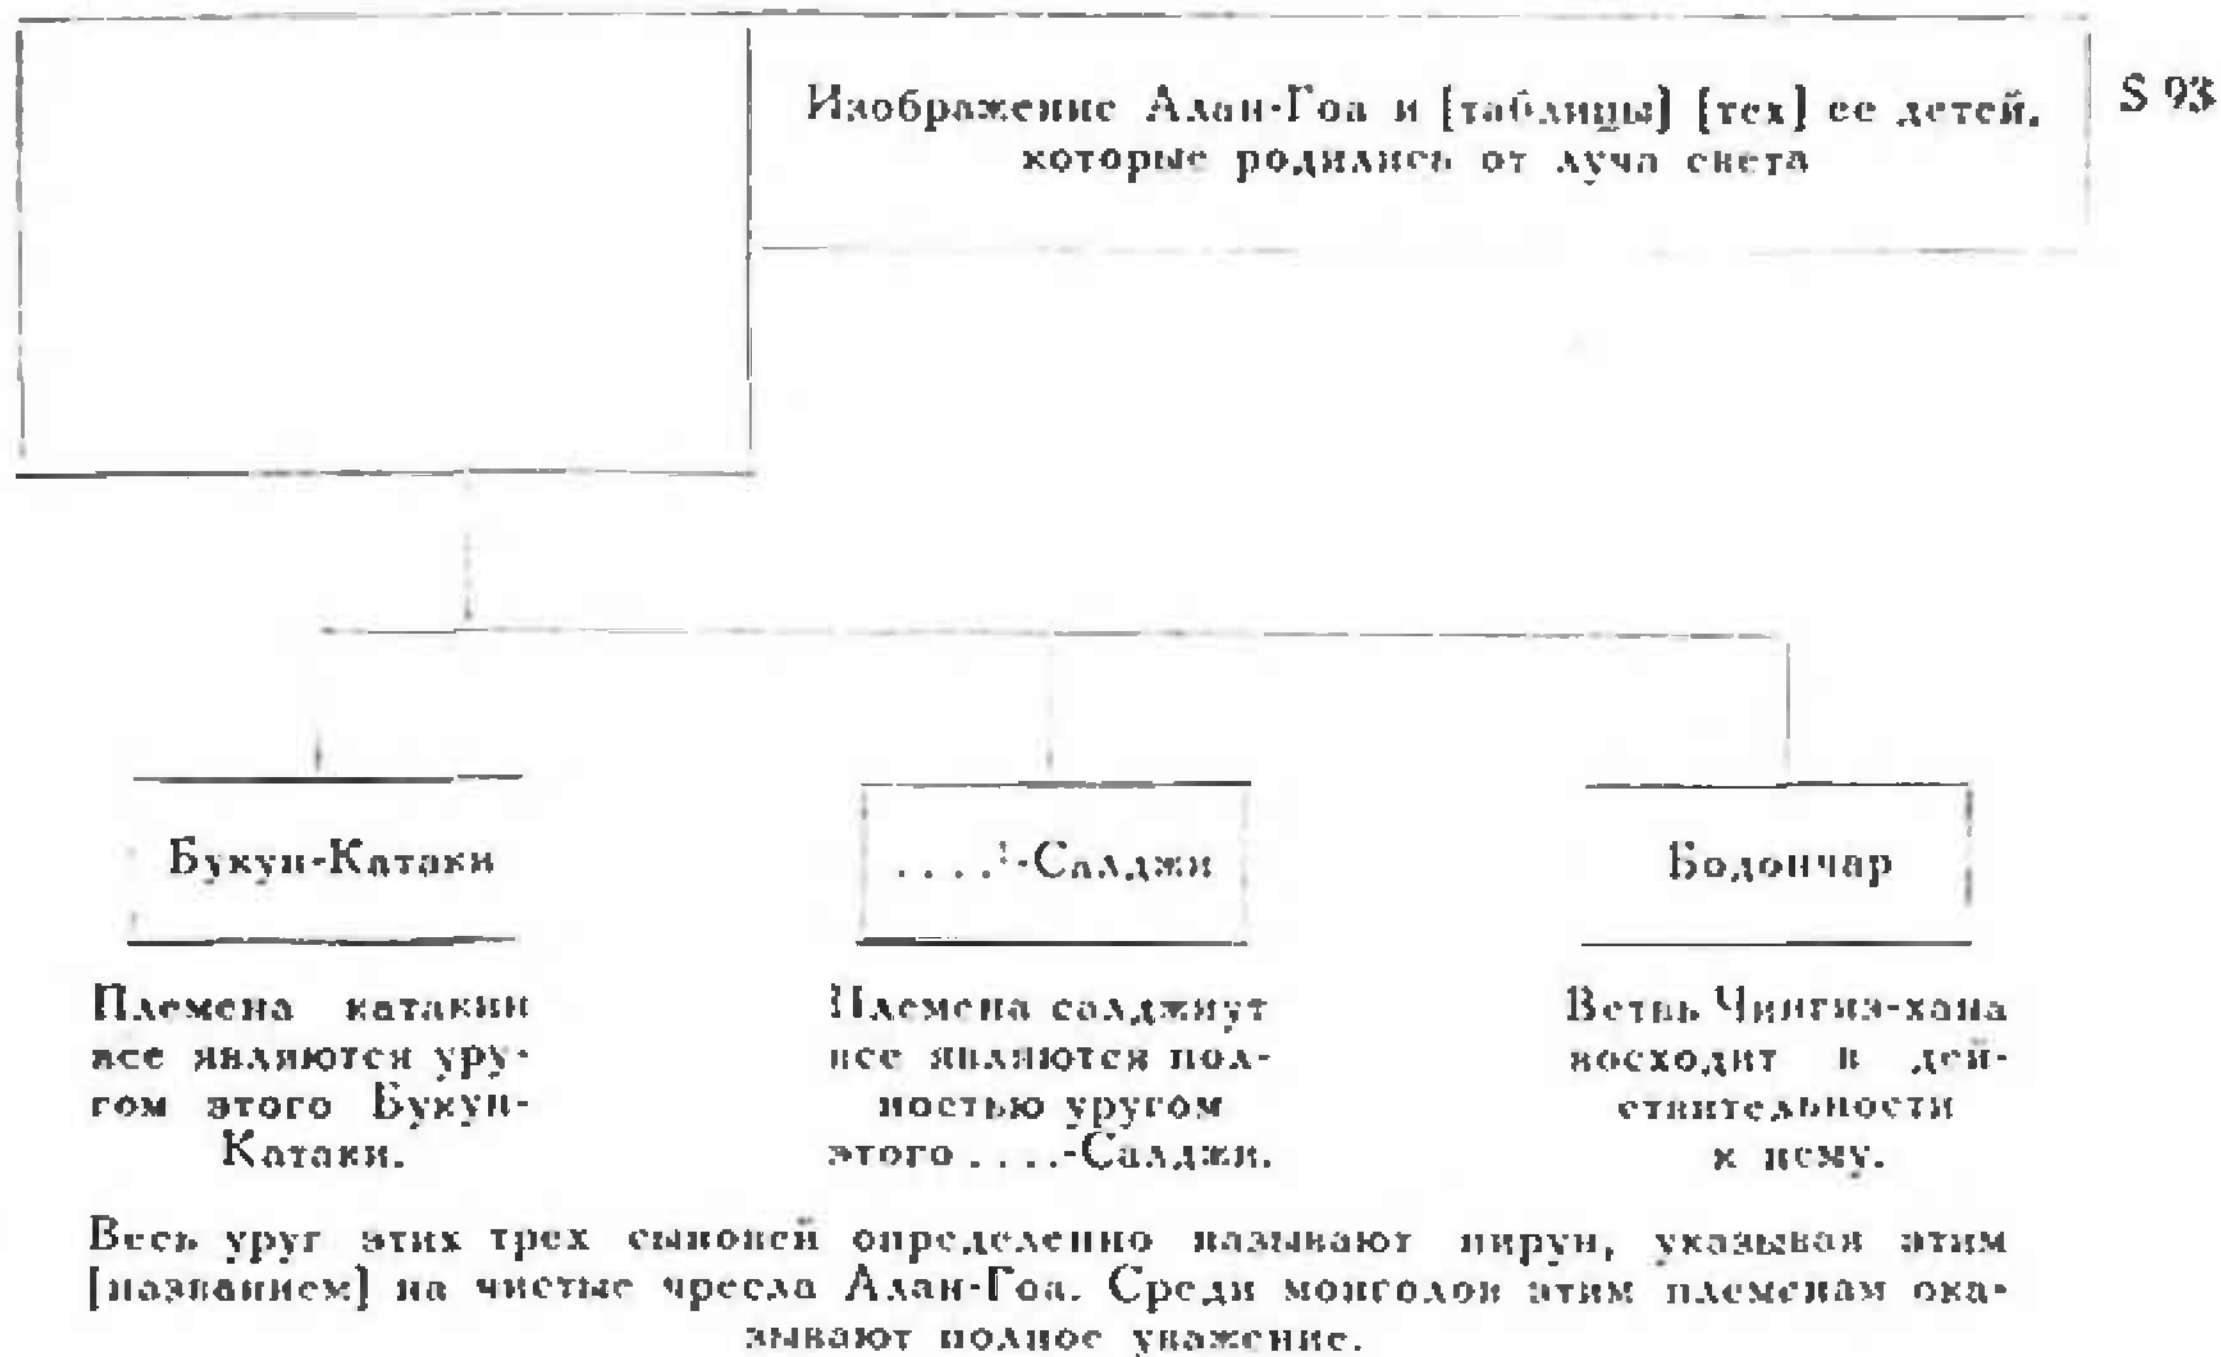 Изображение Алан-Гоа и [таблицы] [тех] ее детей,
которые родились от луча света
S 93
Букун-Катаки
Племена катакин
все являются уру-
гом этого Букун-
Катаки.
....¹-Салджи
Племена салджиут
все являются пол-
ностью уругом
этого ....-Салджи.
Бодончар
Ветвь Чингиз-хана
восходит в дей-
ствительности
к нему.
Весь уруг этих трех сыновей определенно называют нирун, указывая этим
[названием] на чистые чресла Алан-Гоа. Среди монголов этим племенам ока-
зывают полное уважение.